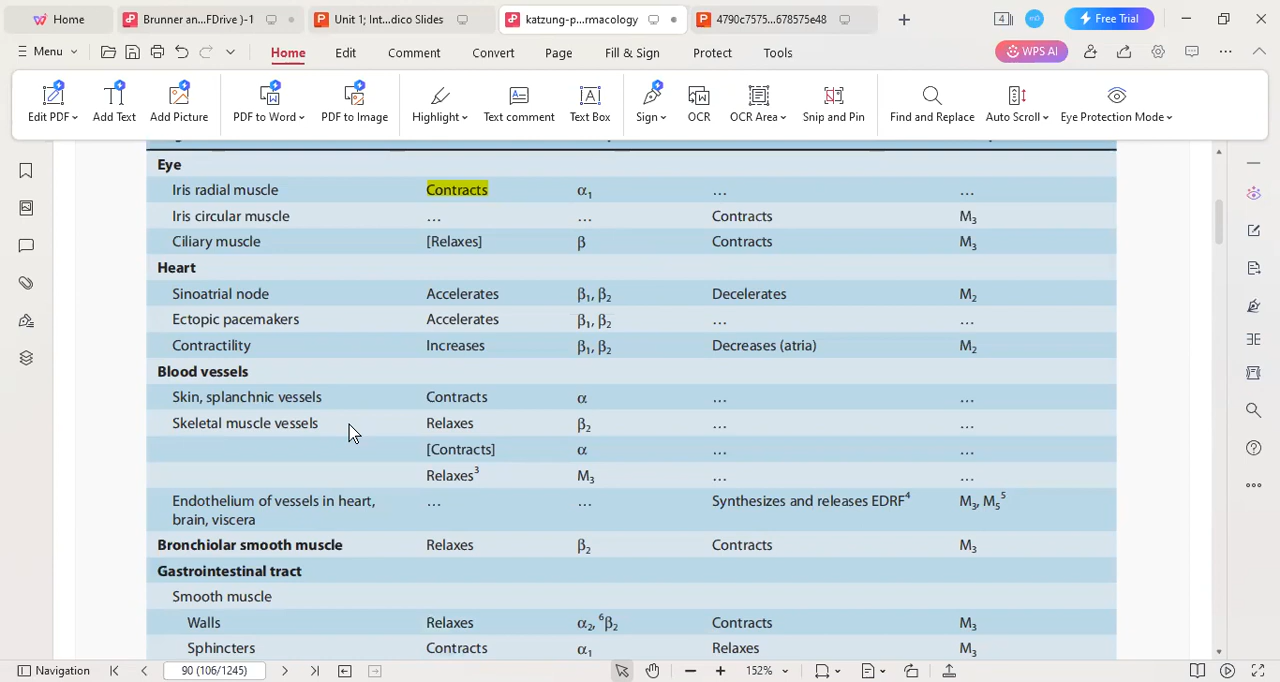 Home
Brunner an...FDrive )-1
Unit 1; Int...dico Slides
katzung-p...rmacology
4790c7575...678575e48
+
4
Free Trial
Menu
Home
Edit
Comment
Convert
Page
Fill & Sign
Protect
Tools
WPS AI
Edit PDF
Add Text
Add Picture
PDF to Word
PDF to Image
Highlight
Text comment
Text Box
Sign
OCR
OCR Area
Snip and Pin
Find and Replace
Auto Scroll
Eye Protection Mode
Eye
Iris radial muscle Contracts α1 … …
Iris circular muscle … … Contracts M3
Ciliary muscle [Relaxes] β Contracts M3
Heart
Sinoatrial node Accelerates β1, β2 Decelerates M2
Ectopic pacemakers Accelerates β1, β2 … …
Contractility Increases β1, β2 Decreases (atria) M2
Blood vessels
Skin, splanchnic vessels Contracts α … …
Skeletal muscle vessels Relaxes β2 … …
[Contracts] α … …
Relaxes3 M3 … …
Endothelium of vessels in heart, … … Synthesizes and releases EDRF4 M3, M55
brain, viscera
Bronchiolar smooth muscle Relaxes β2 Contracts M3
Gastrointestinal tract
Smooth muscle
Walls Relaxes α2, 6β2 Contracts M3
Sphincters Contracts α1 Relaxes M3
Navigation
90 (106/1245)
152%